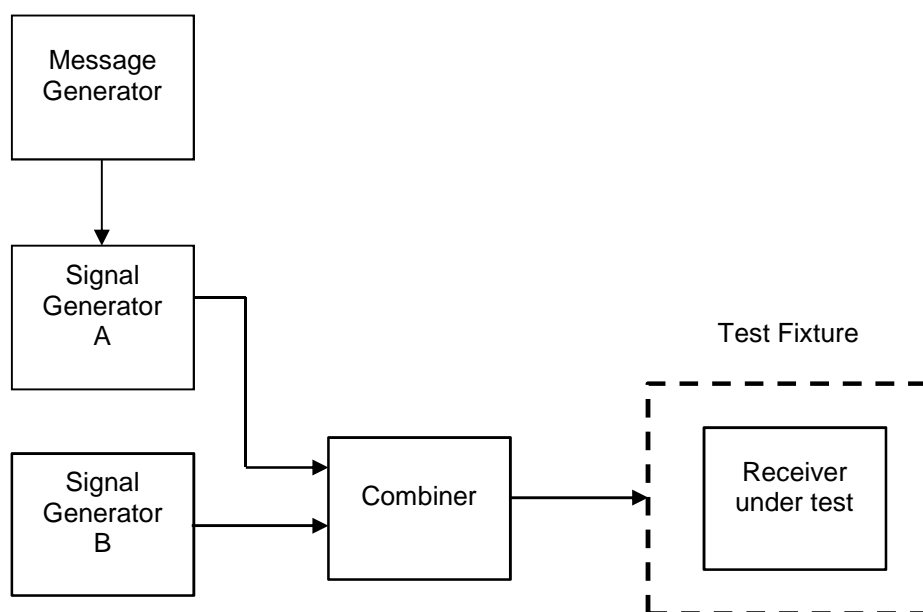 Message
Generator
Signal
Generator
A
Test Fixture
Signal
Generator
B
Combiner
Receiver
under test